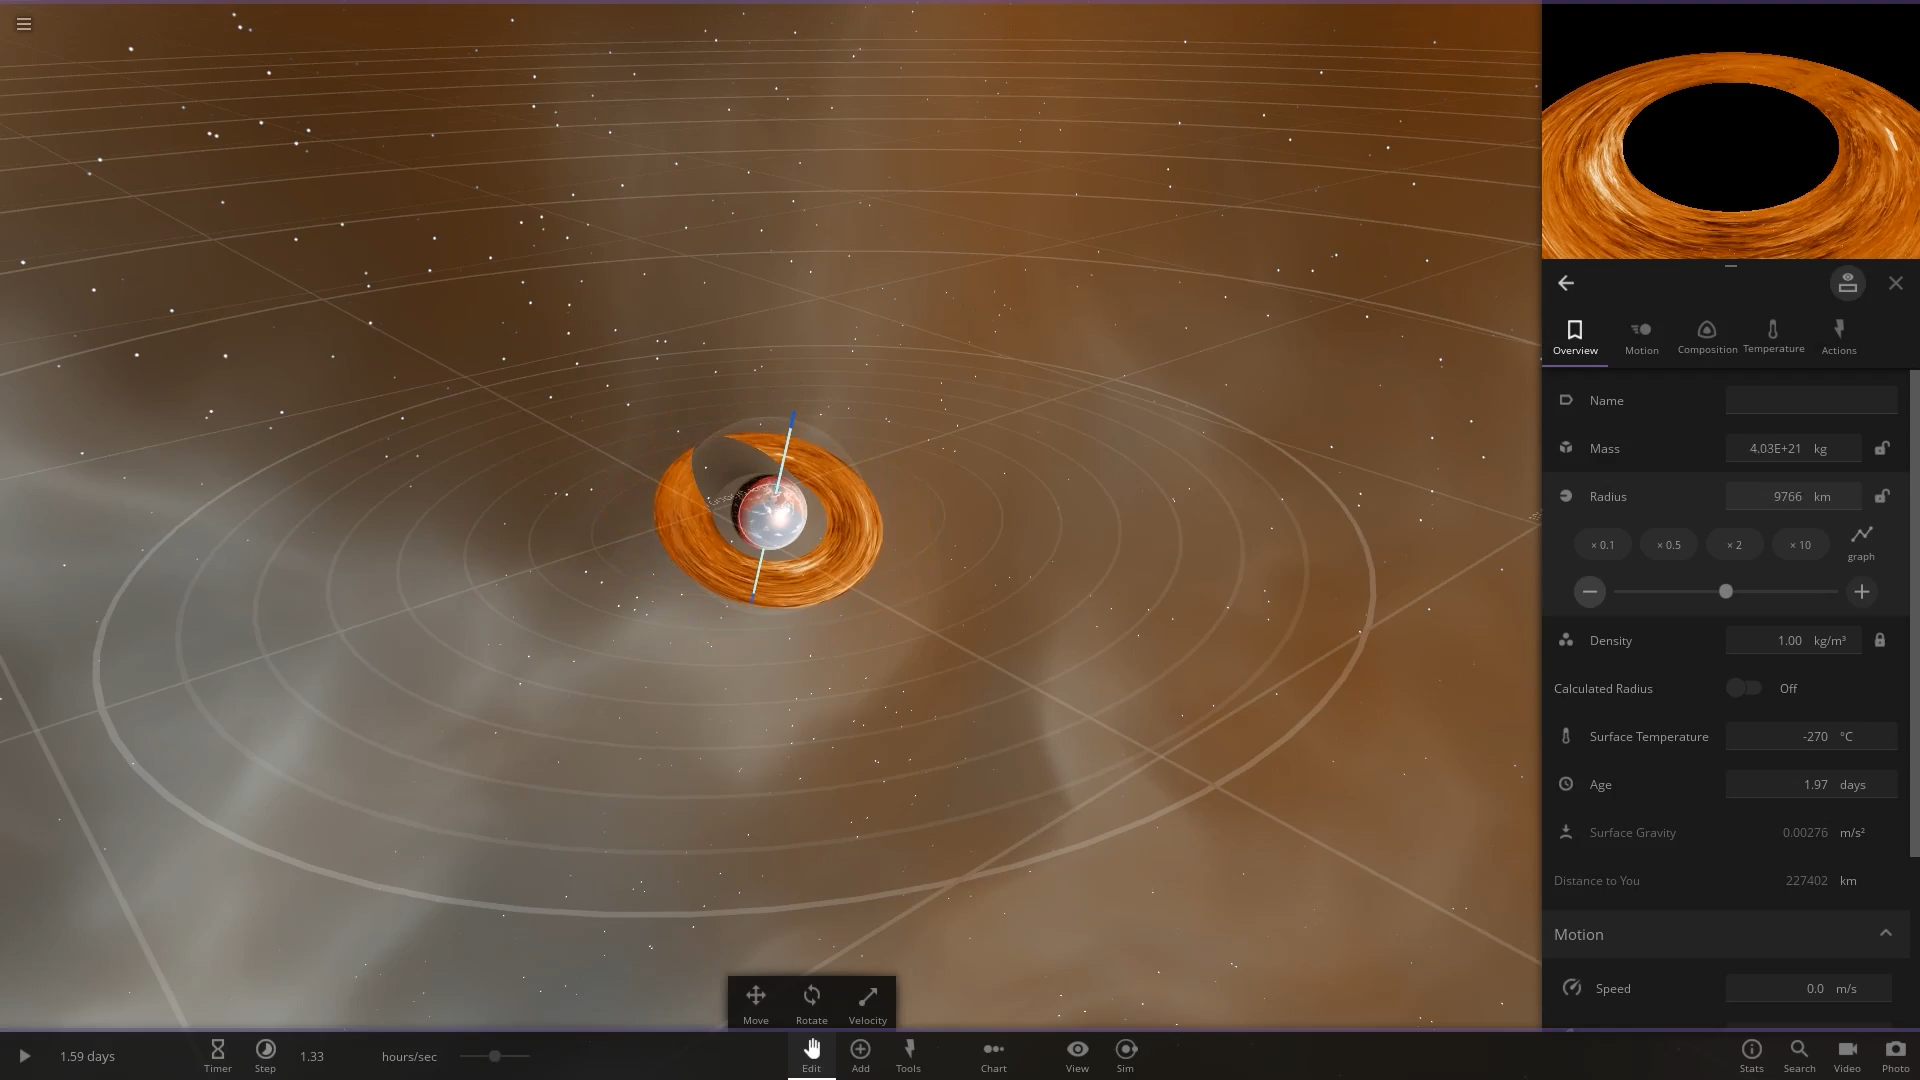 Overview
Motion
Composition
Temperature
Actions
Name
Mass 4.03E+21 kg
Radius 9766 km
× 0.1 × 0.5 × 2 × 10 graph
Density 1.00 kg/m³
Calculated Radius Off
Surface Temperature -270 °C
Age 1.97 days
Surface Gravity 0.00276 m/s²
Distance to You 227402 km
Motion
Speed 0.0 m/s
Move Rotate Velocity
1.59 days
Timer
Step
1.33 hours/sec
Edit
Add
Tools
Chart
View
Sim
Stats
Search
Video
Photo